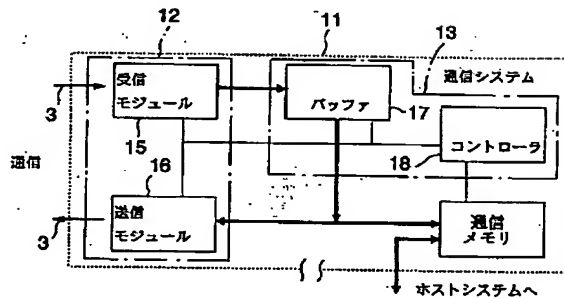 12
11
13
受信
モジュール
バッファ
通信システム
3
15
17
コントローラ
18
通信
16
送信
モジュール
3
通信
メモリ
ホストシステムへ